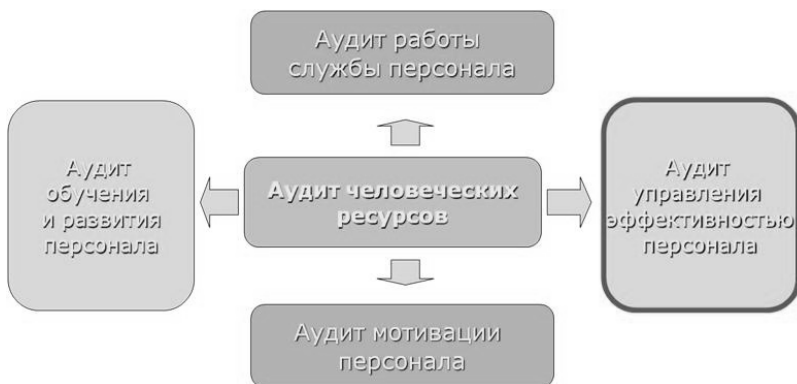 Аудит работы
службы персонала
Аудит
обучения
и развития
персонала
Аудит человеческих
ресурсов
Аудит
управления
эффективностью
персонала
Аудит мотивации
персонала